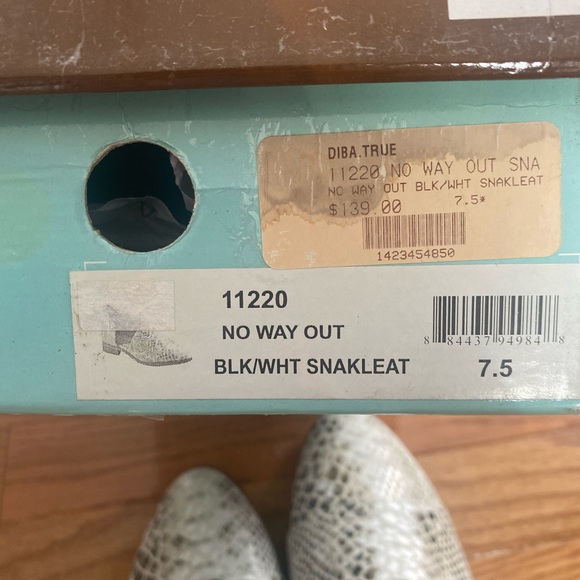 DIBA.TRUE
11220 NO WAY OUT SNA
NO WAY OUT BLK/WHT SNAKLEAT
$139.00 7.5*
1423454850
11220
NO WAY OUT
BLK/WHT SNAKLEAT
8 84437 94984 8
7.5